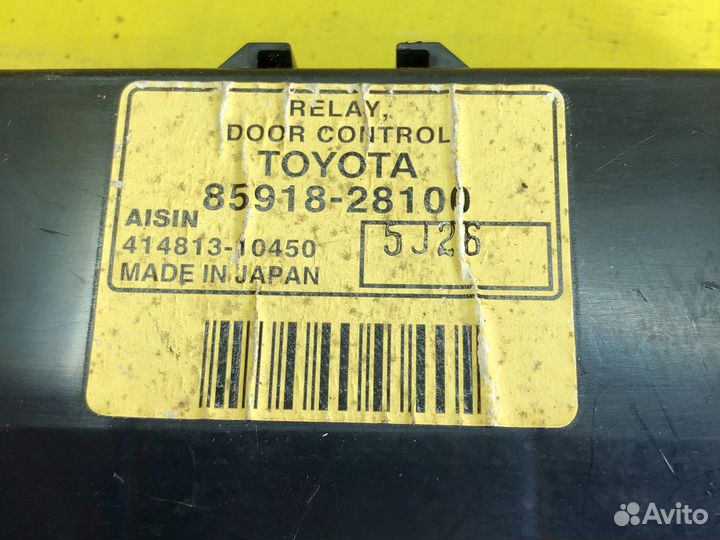 RELAY,
DOOR CONTROL
TOYOTA
85918-28100
AISIN
414813-10450
5J26
MADE IN JAPAN
Avito